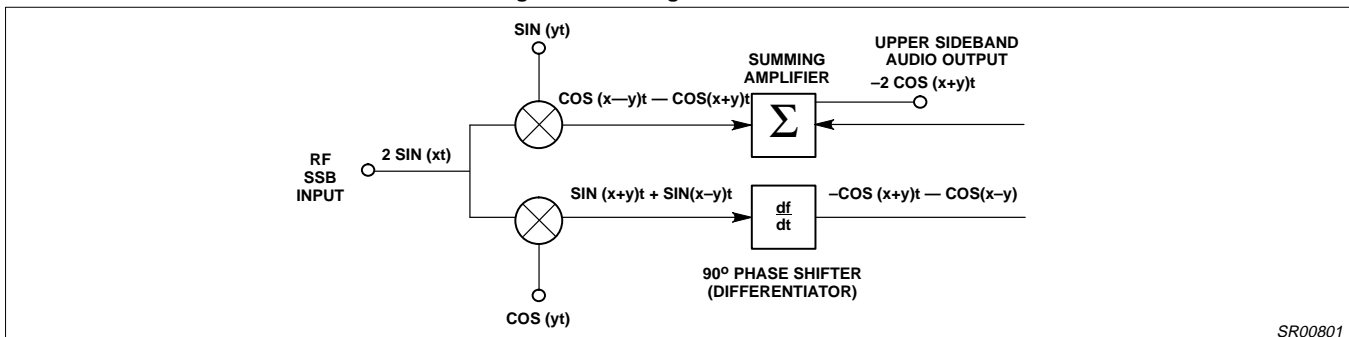 SIN (yt)
SUMMING
AMPLIFIER
UPPER SIDEBAND
AUDIO OUTPUT
–2 COS (x+y)t
COS (x—y)t — COS(x+y)t
Σ
RF
SSB
INPUT
2 SIN (xt)
SIN (x+y)t + SIN(x–y)t
df
dt
–COS (x+y)t — COS(x–y)
90º PHASE SHIFTER
(DIFFERENTIATOR)
COS (yt)
SR00801